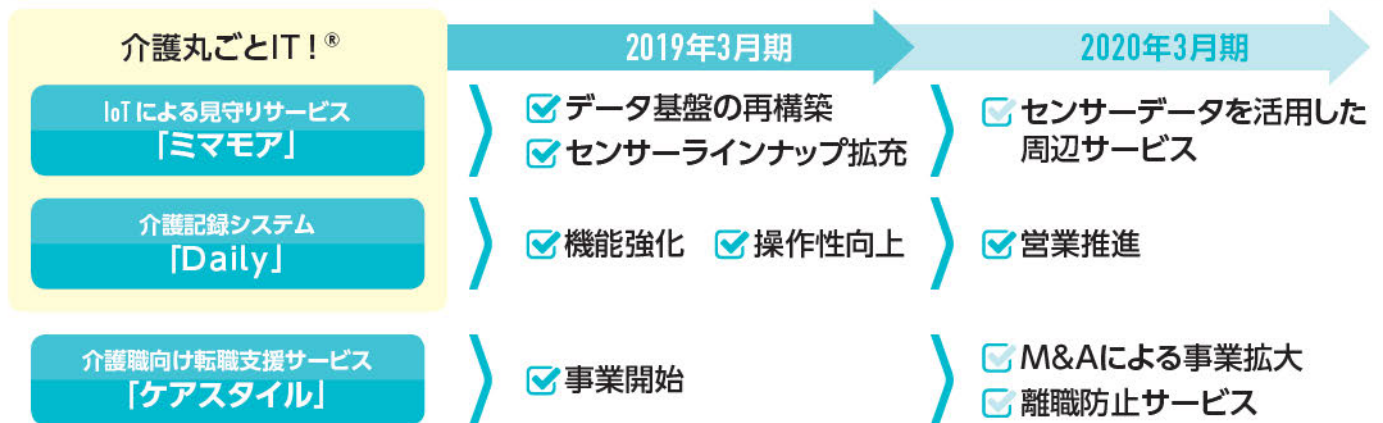 介護丸ごとIT!®
2019年3月期
2020年3月期
IoTによる見守りサービス
「ミマモア」
データ基盤の再構築
センサーラインナップ拡充
センサーデータを活用した
周辺サービス
介護記録システム
「Daily」
機能強化 操作性向上
営業推進
介護職向け転職支援サービス
「ケアスタイル」
事業開始
M&Aによる事業拡大
離職防止サービス